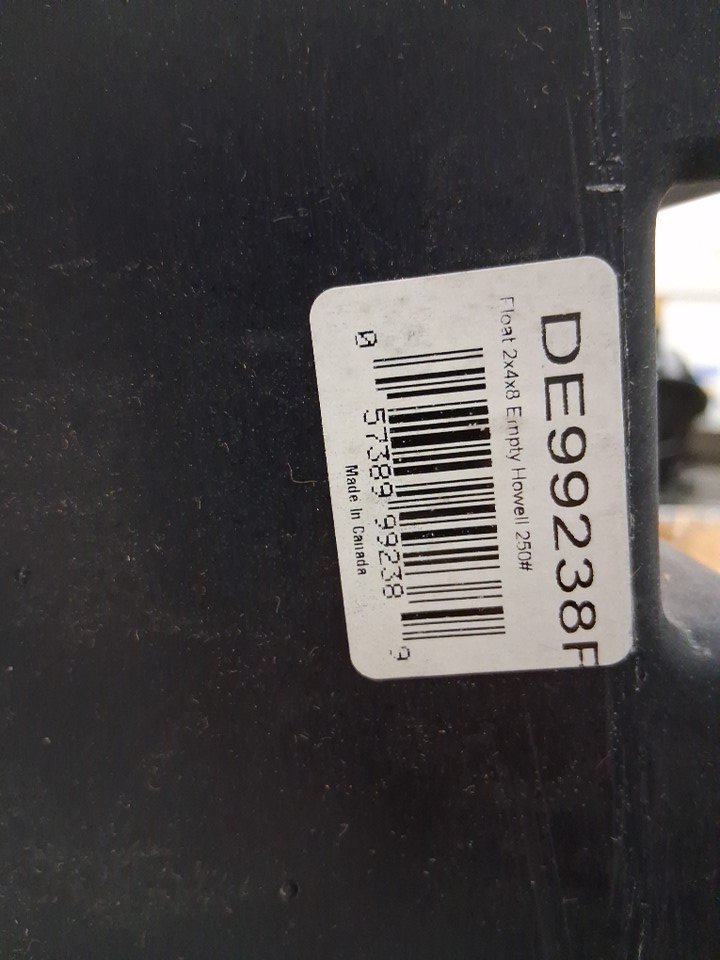 DE99238F
Float 2x4x8 Empty Howell 250#
0 57389 99238 9
Made In Canada